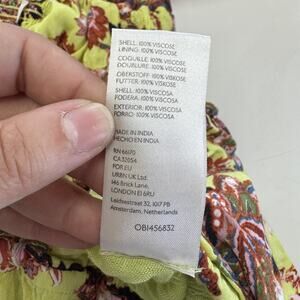 SHELL: 100% VISCOSE
LINING: 100% VISCOSE
COQUILLE: 100% VISCOSE
DOUBLURE: 100% VISCOSE
OBERSTOFF: 100% VISKOSE
FUTTER: 100% VISKOSE
SHELL: 100% VISCOSA
FODERA: 100% VISCOSA
EXTERIOR: 100% VISCOSA
FORRO: 100% VISCOSA
MADE IN INDIA
HECHO EN INDIA
RN 66170
CA 32054
FOR EU
URBN UK Ltd.
146 Brick Lane,
LONDON E1 6RU
Leidsestraat 32, 1017 PB
Amsterdam, Netherlands
OB1456832